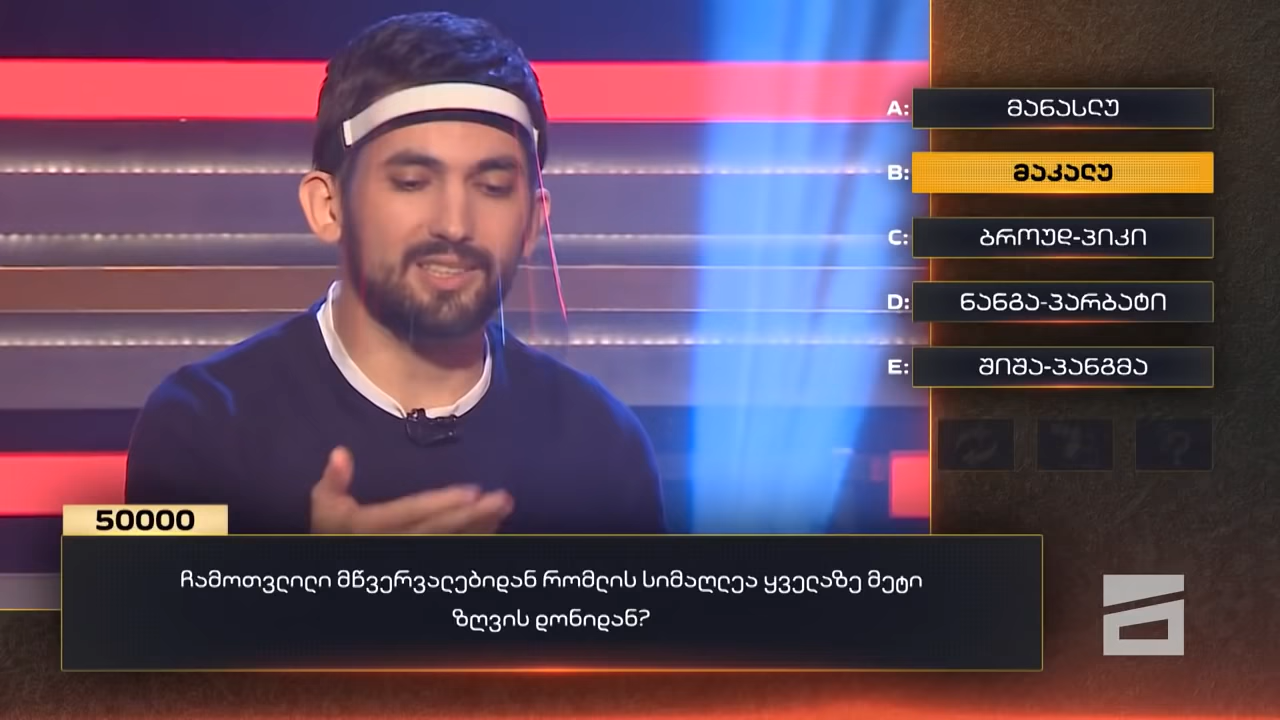 A: მანასლუ
B: მაკალუ
C: ბროუდ-პიკი
D: ნანგა-პარბატი
E: შიშა-პანგმა
?
50000
ჩამოთვლილი მწვერვალებიდან რომლის სიმაღლეა ყველაზე მეტი
ზღვის დონიდან?